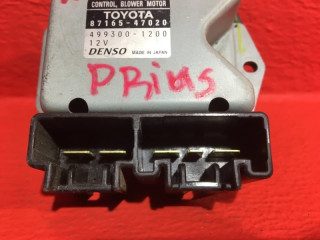 CONTROL, BLOWER MOTOR
TOYOTA
87165-47020
499300-1200
12V
DENSO MADE IN JAPAN
PRIUS